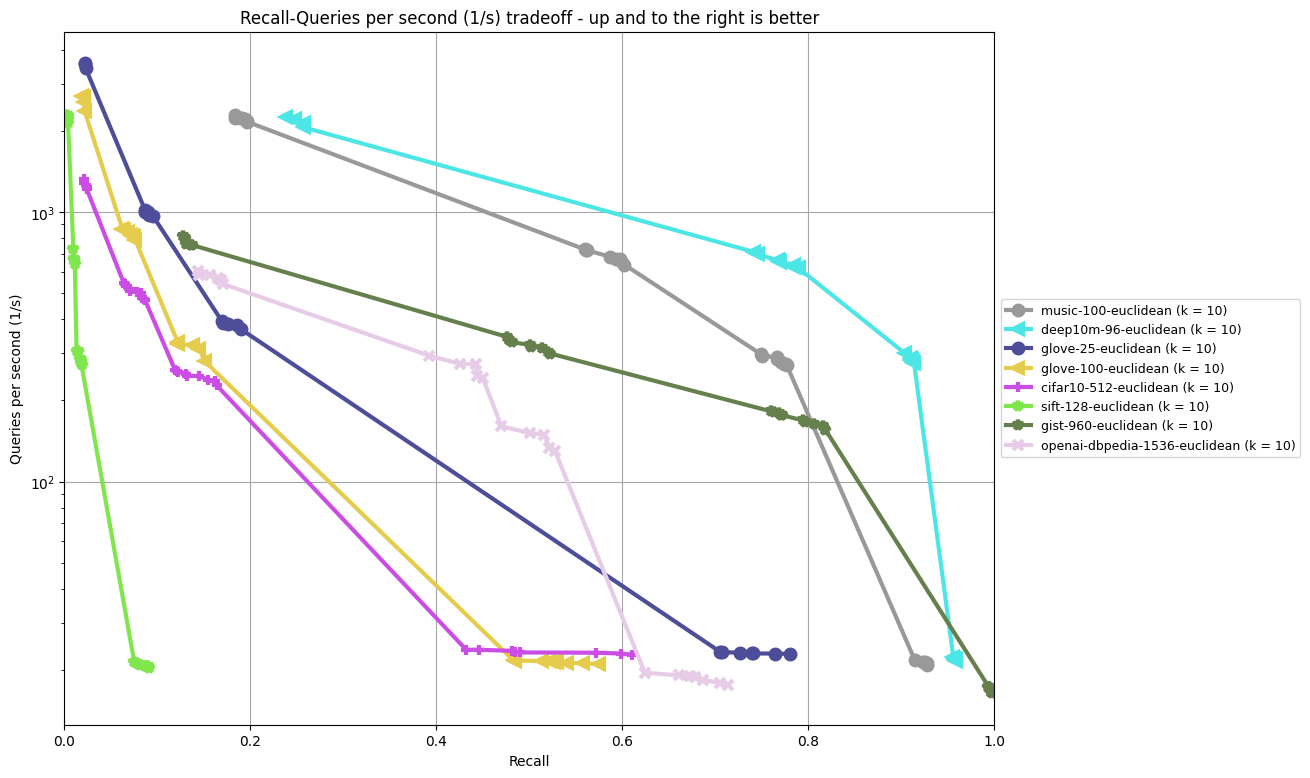 Recall-Queries per second (1/s) tradeoff - up and to the right is better
Queries per second (1/s)
10³
10²
0.0 0.2 0.4 0.6 0.8 1.0
Recall
music-100-euclidean (k = 10)
deep10m-96-euclidean (k = 10)
glove-25-euclidean (k = 10)
glove-100-euclidean (k = 10)
cifar10-512-euclidean (k = 10)
sift-128-euclidean (k = 10)
gist-960-euclidean (k = 10)
openai-dbpedia-1536-euclidean (k = 10)